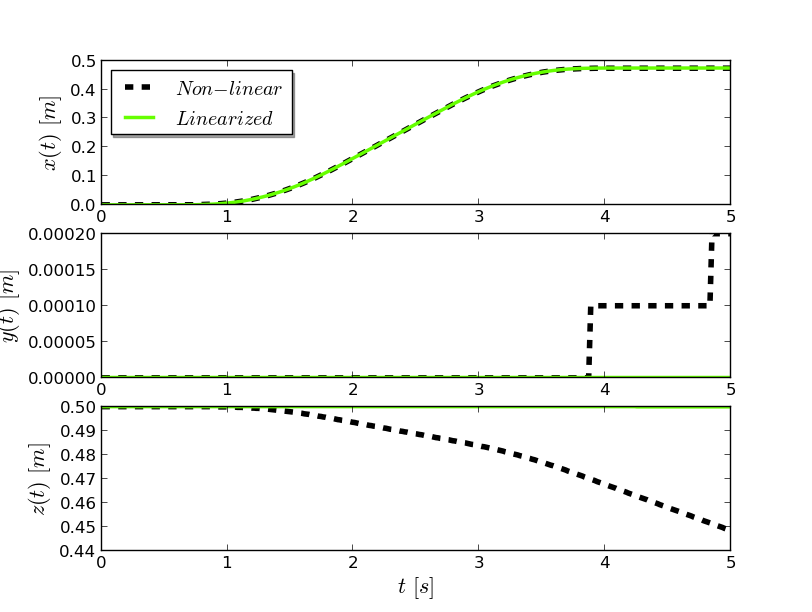 0.5
0.4
0.3
0.2
0.1
0.0
x(t) [m]
Non−linear
Linearized
0 1 2 3 4 5
0.00020
0.00015
0.00010
0.00005
0.00000
y(t) [m]
0 1 2 3 4 5
0.50
0.49
0.48
0.47
0.46
0.45
0.44
z(t) [m]
0 1 2 3 4 5
t [s]